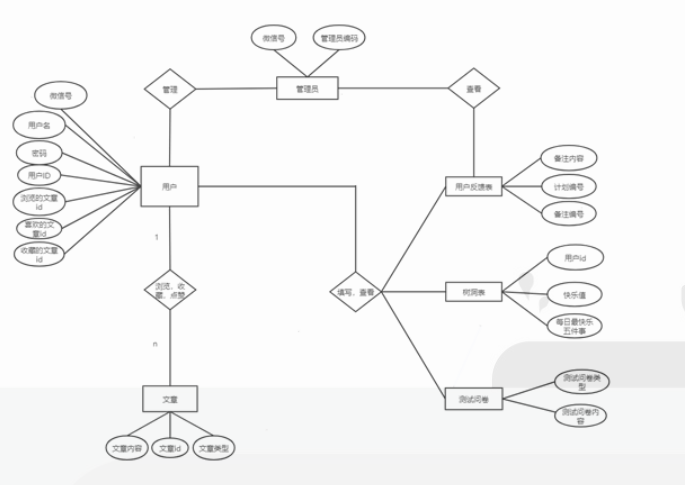 微信号
管理员编码
管理
管理员
查看
微信号
用户名
密码
用户ID
浏览的文章
id
喜欢的文
章id
收藏的文章
id
用户
用户反馈表
备注内容
计划编号
备注编号
1
浏览、收
藏、点赞
填写、查看
树洞表
用户id
快乐值
每日最快乐
五件事
n
文章
测试问卷
测试问卷类
型
测试问卷内
容
文章内容
文章id
文章类型